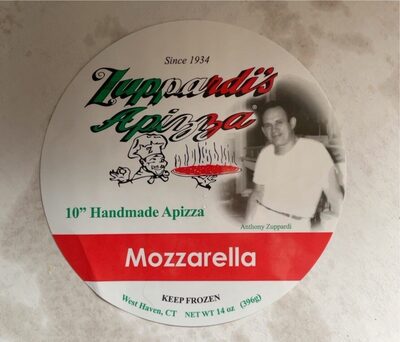 Since 1934
Zuppardi's
Apizza
10" Handmade Apizza
Anthony Zuppardi
Mozzarella
KEEP FROZEN
West Haven, CT NET WT 14 oz (396g)